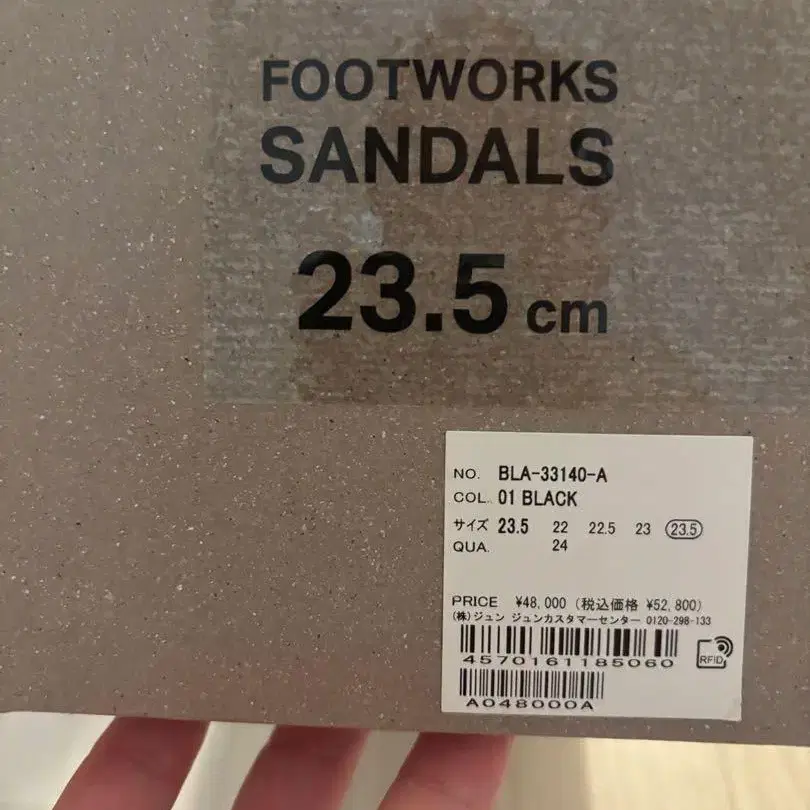 FOOTWORKS
SANDALS
23.5 cm
NO. BLA-33140-A
COL. 01 BLACK
サイズ 23.5 22 22.5 23 23.5
QUA. 24
PRICE ¥48,000 (税込価格 ¥52,800)
(株)ジュン ジュンカスタマーセンター 0120-298-133
4570161185060
RFID
A048000A